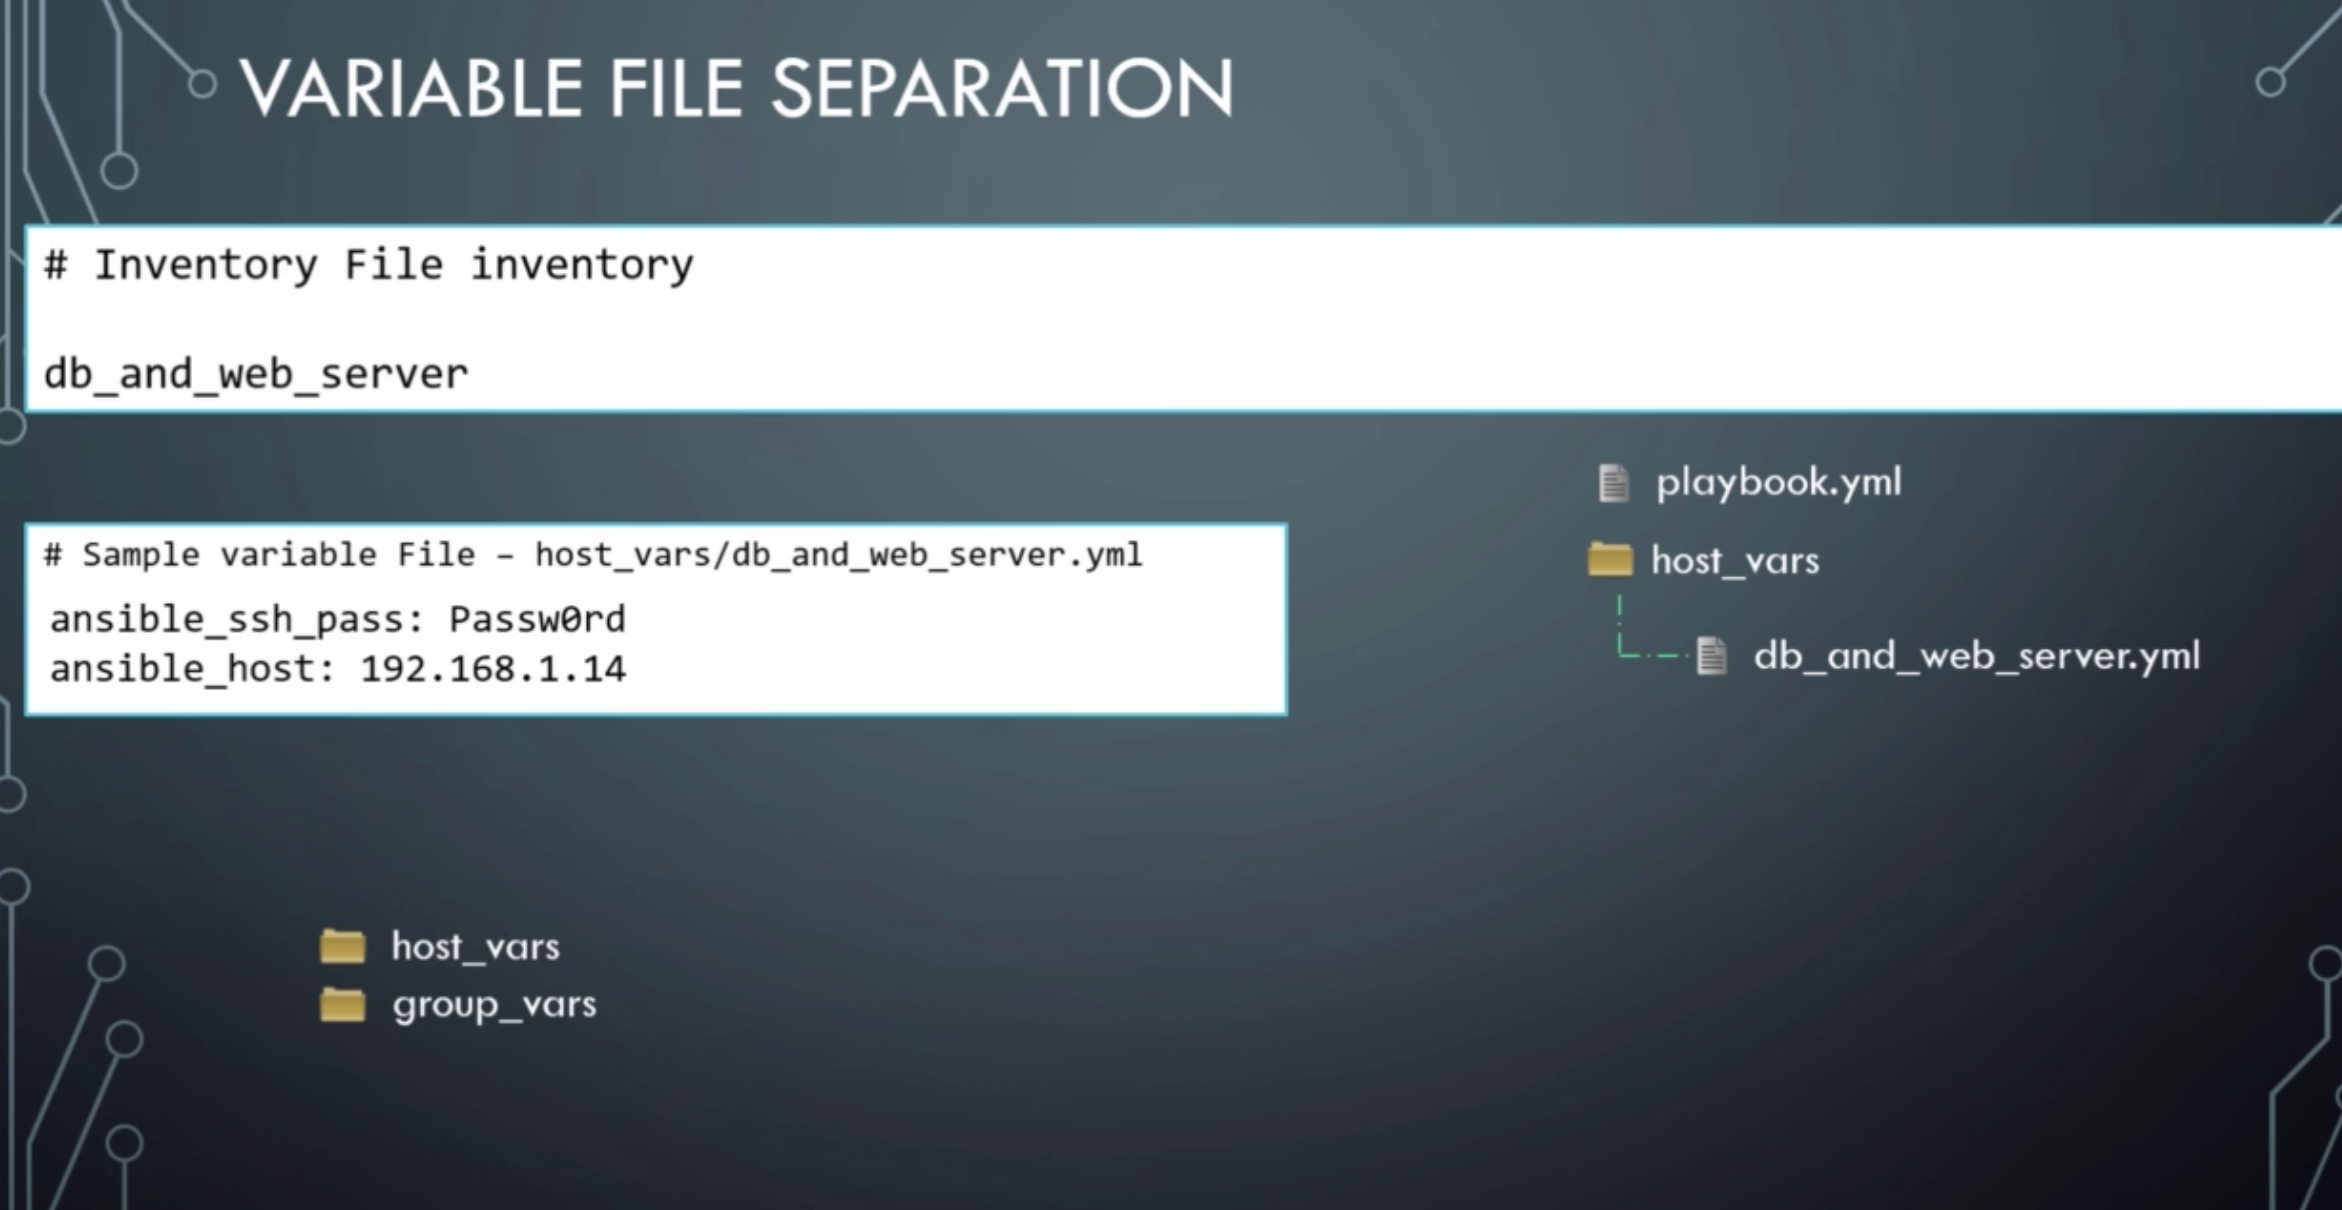 VARIABLE FILE SEPARATION
# Inventory File inventory
db_and_web_server
# Sample variable File – host_vars/db_and_web_server.yml
ansible_ssh_pass: Passw0rd
ansible_host: 192.168.1.14
playbook.yml
host_vars
db_and_web_server.yml
host_vars
group_vars